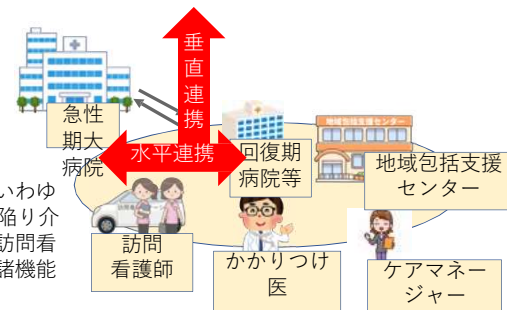 垂
直
連
携
急性
期大
病院
水平連携
回復期
病院等
地域包括支援センター
地域包括支援
センター
いわゆ
陥り介
訪問看
諸機能
訪問
看護師
かかりつけ
医
ケアマネー
ジャー